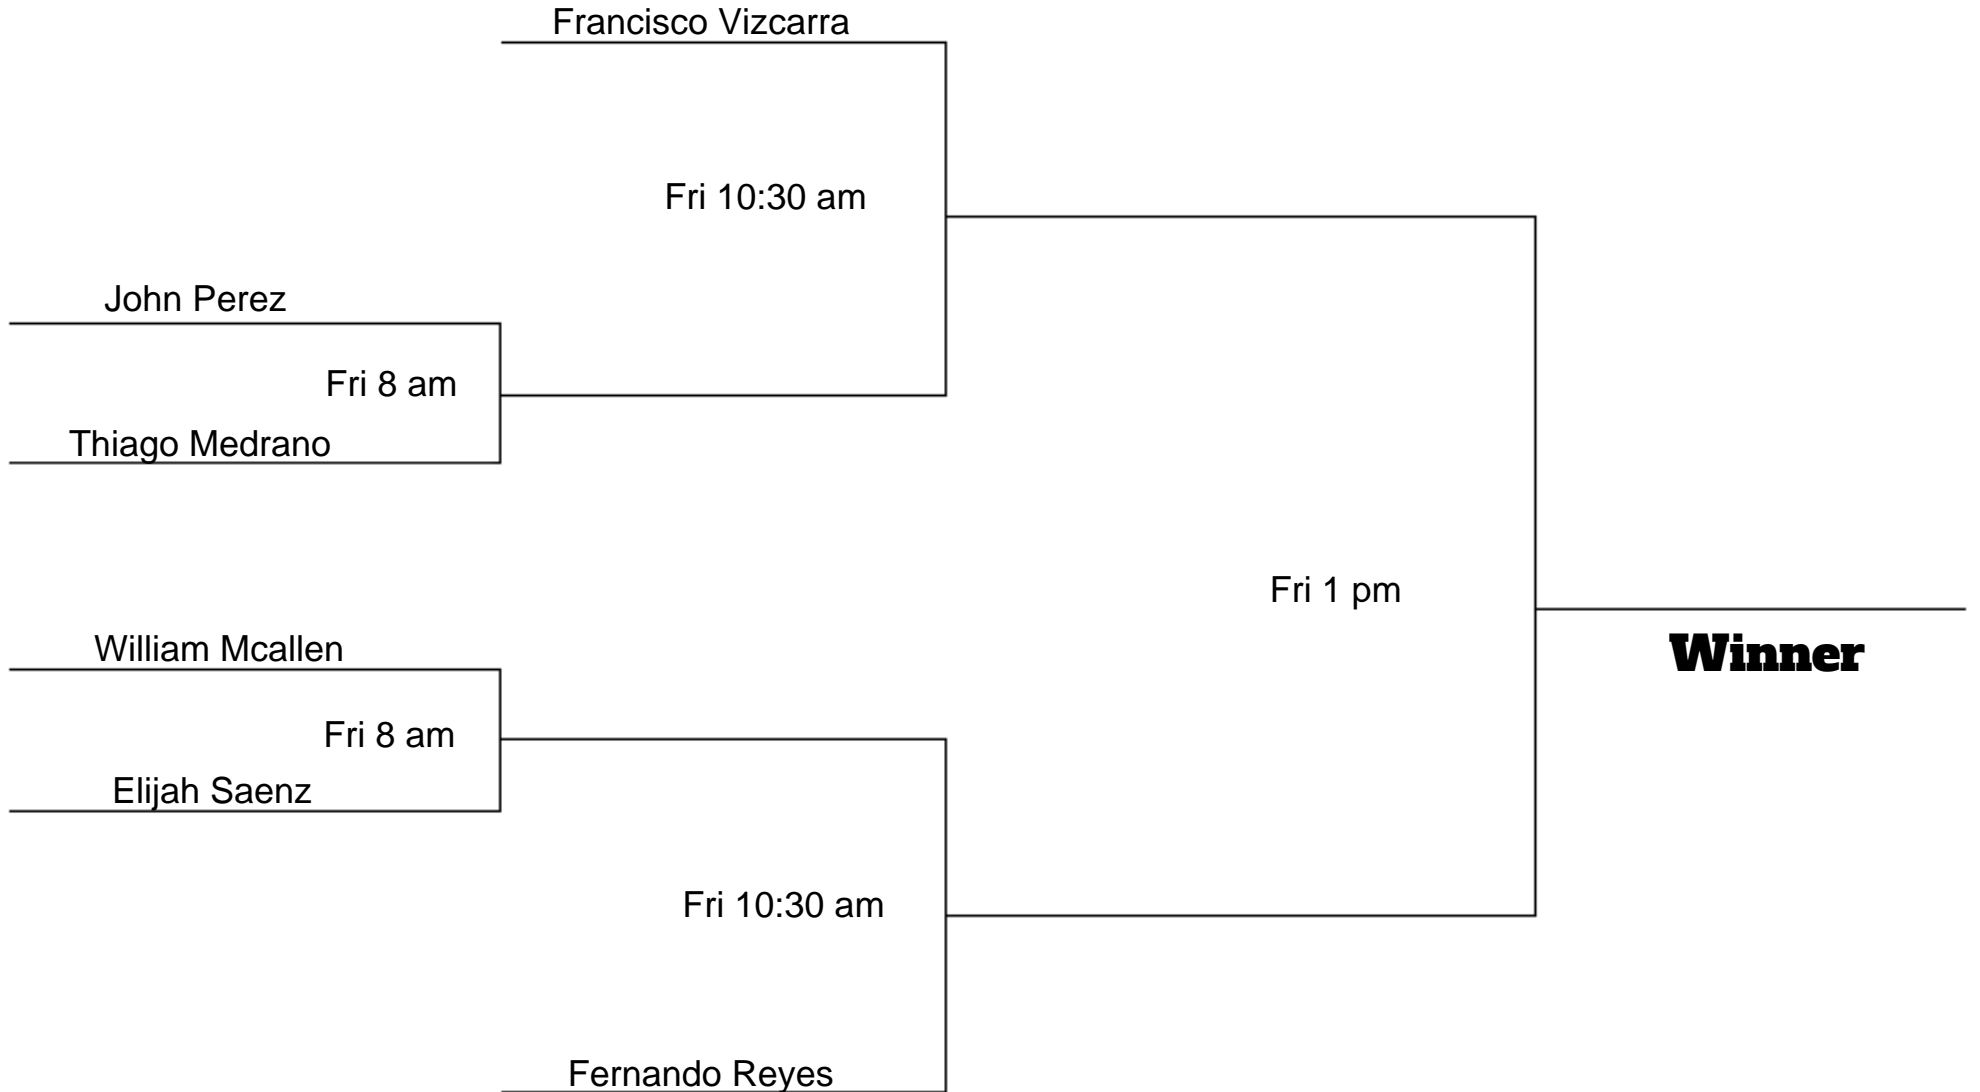 Francisco Vizcarra
Fri 10:30 am
John Perez
Fri 8 am
Thiago Medrano
Fri 1 pm
William Mcallen
Winner
Fri 8 am
Elijah Saenz
Fri 10:30 am
Fernando Reyes